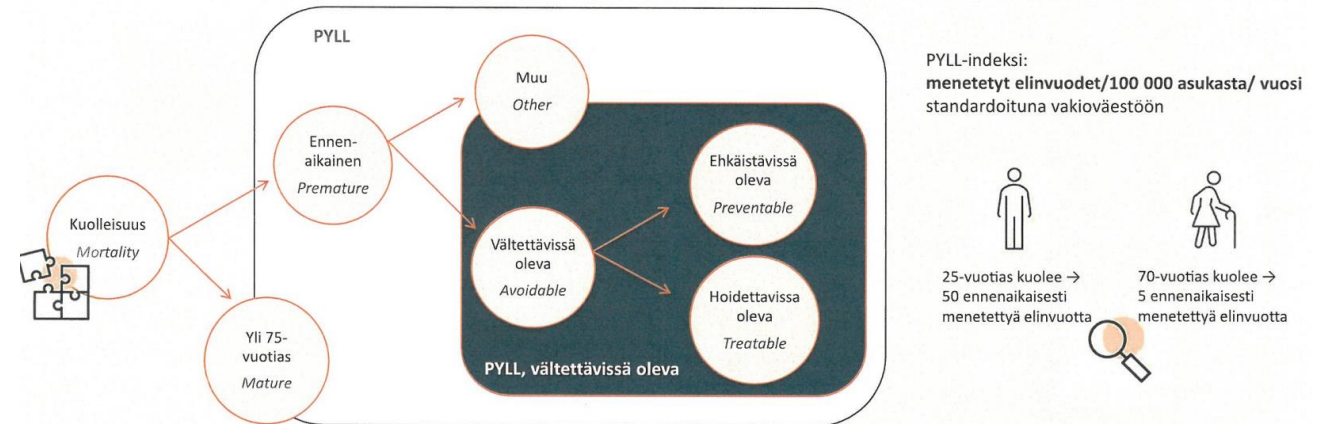 PYLL
Muu
Other
Ennen-
aikainen
Premature
Kuolleisuus
Mortality
Yli 75-
vuotias
Mature
Vältettävissä
oleva
Avoidable
Ehkäistävissä
oleva
Preventable
Hoidettavissa
oleva
Treatable
PYLL, vältettävissä oleva
PYLL-indeksi:
menetetyt elinvuodet/100 000 asukasta/ vuosi
standardoituna vakioväestöön
25-vuotias kuolee →
50 ennenaikaisesti
menetettyä elinvuotta
70-vuotias kuolee →
5 ennenaikaisesti
menetettyä elinvuotta